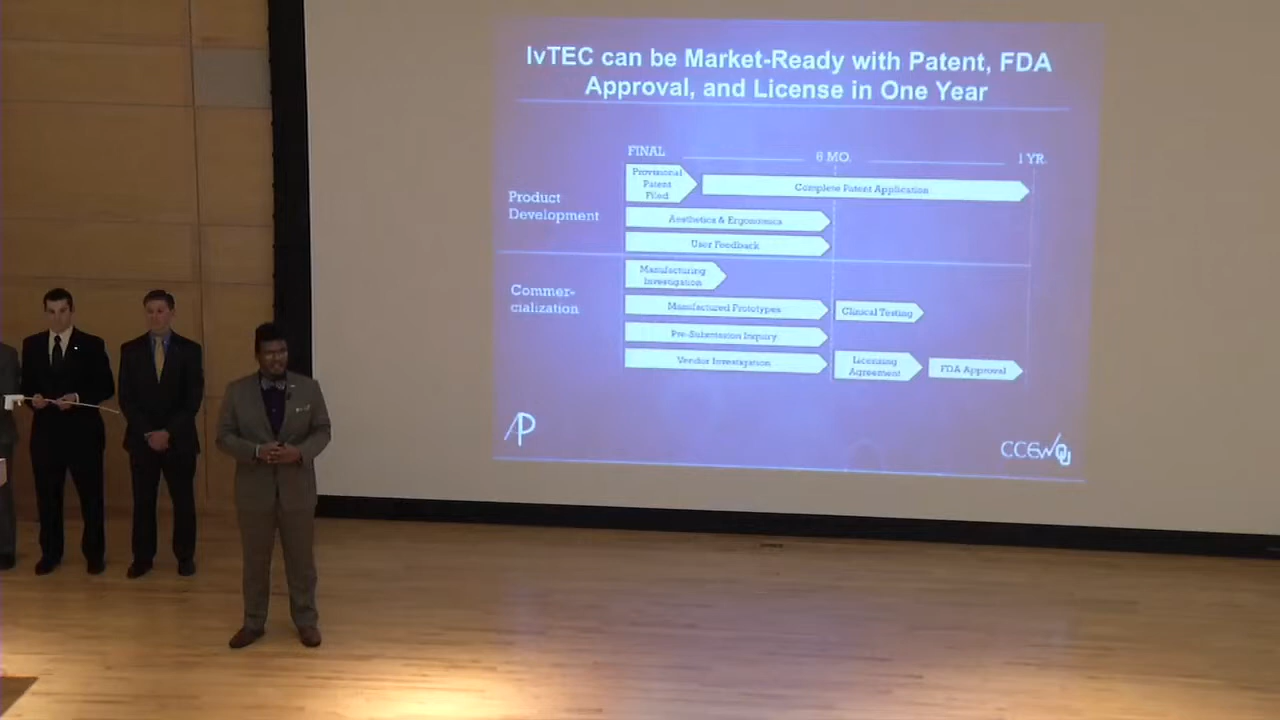 IvTEC can be Market-Ready with Patent, FDA
Approval, and License in One Year
FINAL 6 MO. 1 YR.
Provisional
Patent
Filed
Complete Patent Application
Product
Development
Aesthetics & Ergonomics
User Feedback
Manufacturing
Investigation
Commer-
cialization
Manufactured Prototypes
Clinical Testing
Pre-Submission Inquiry
Vendor Investigation
Licensing
Agreement
FDA Approval
AP
CCEW OU